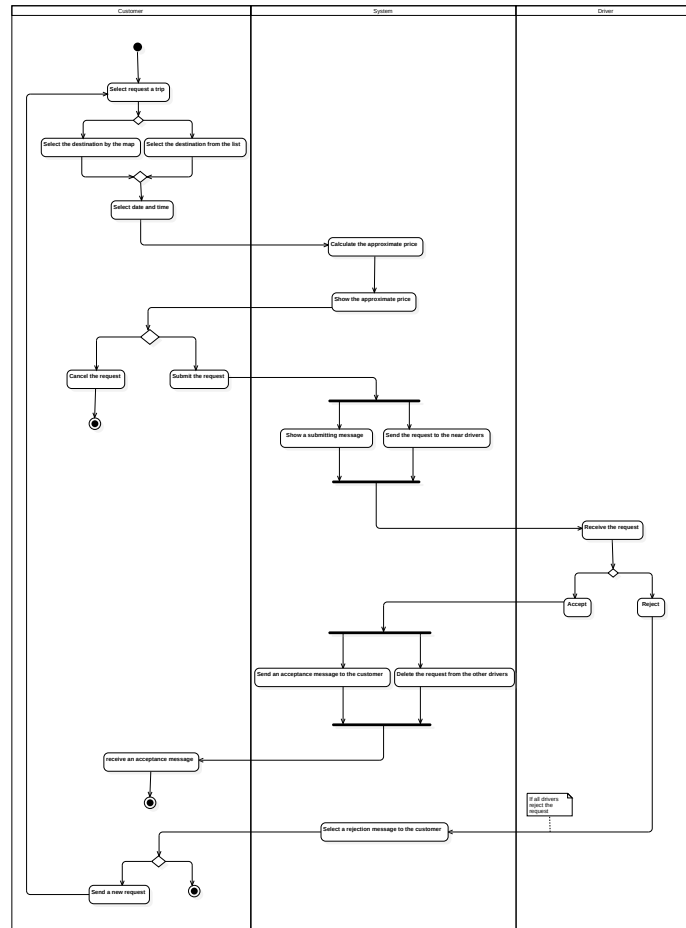 Customer
System
Driver
Select request a trip
Select the destination by the map
Select the destination from the list
Select date and time
Calculate the approximate price
Show the approximate price
Cancel the request
Submit the request
Show a submitting message
Send the request to the near drivers
Receive the request
Accept
Reject
Send an acceptance message to the customer
Delete the request from the other drivers
receive an acceptance message
If all drivers
reject the
request
Select a rejection message to the customer
Send a new request